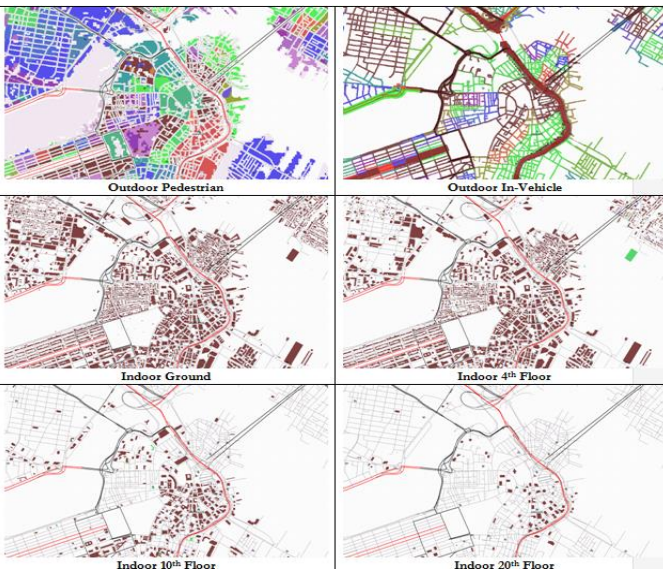 Outdoor Pedestrian
Outdoor In-Vehicle
Indoor Ground
Indoor 4th Floor
Indoor 10th Floor
Indoor 20th Floor